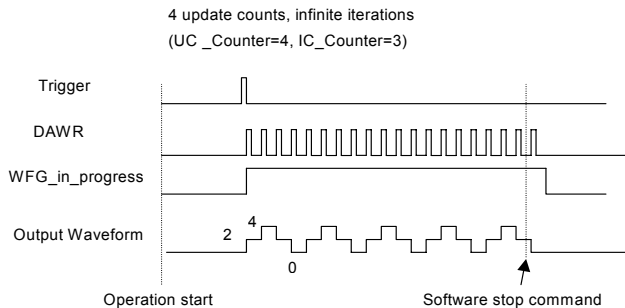 4 update counts, infinite iterations
(UC _Counter=4, IC_Counter=3)
Trigger
DAWR
WFG_in_progress
Output Waveform
2
4
0
Operation start
Software stop command